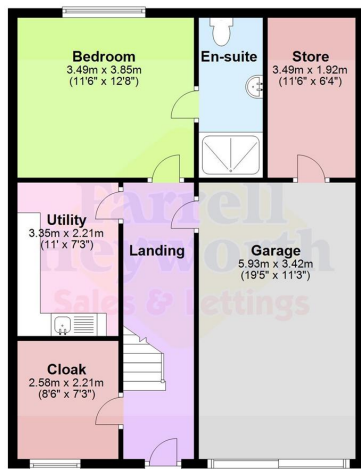 Bedroom
3.49m x 3.85m
(11'6" x 12'8")
En-suite
Store
3.49m x 1.92m
(11'6" x 6'4")
Utility
3.35m x 2.21m
(11' x 7'3")
Landing
Garage
5.93m x 3.42m
(19'5" x 11'3")
Farrell
Heyworth
Sales & Lettings
Cloak
2.58m x 2.21m
(8'6" x 7'3")